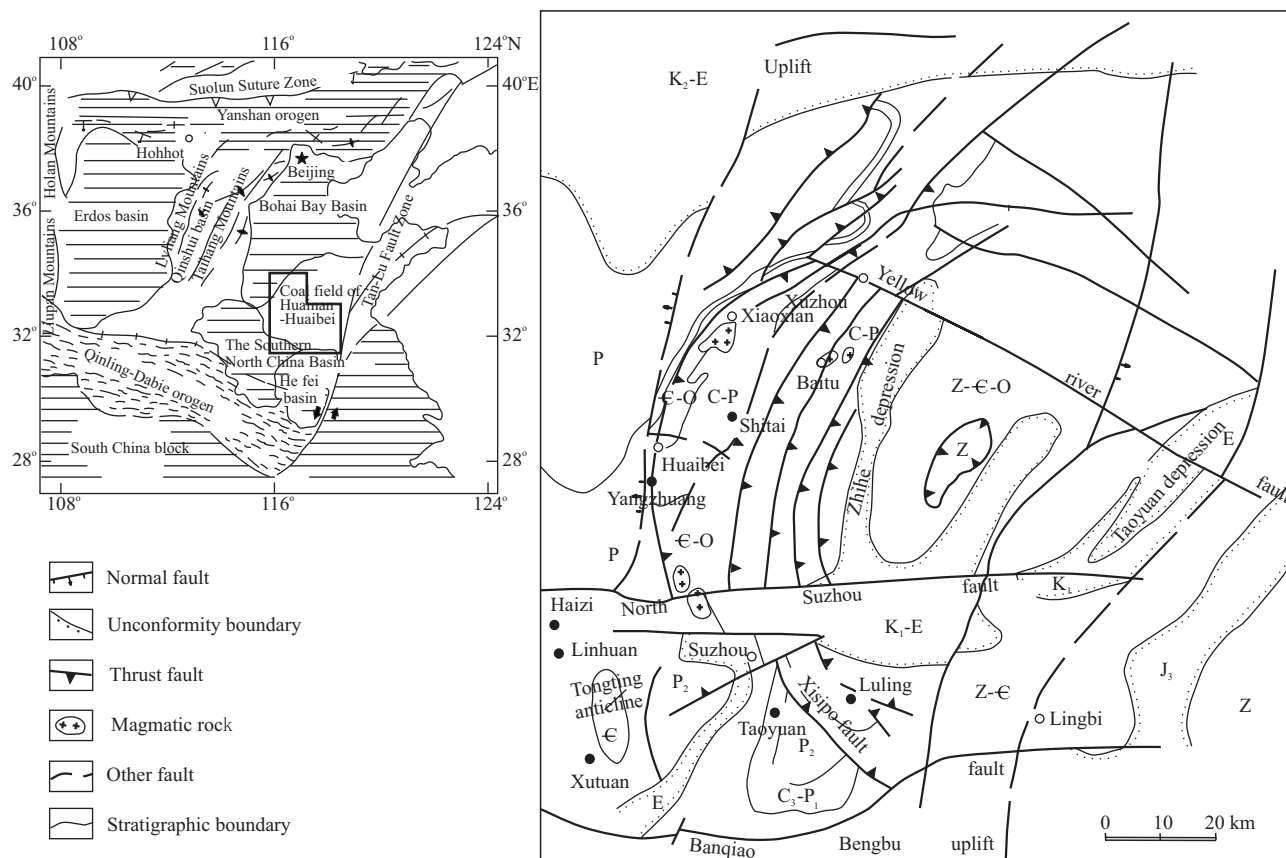 108°
116°
124°N
40°
40°E
Suolun Suture Zone
Yanshan orogen
Hohhot
Beijing
Holan Mountains
Lvliang Mountains
Qinshui basin
Taihang Mountains
Bohai Bay Basin
Erdos basin
36°
36°
Tan-Lu Fault Zone
Liupan Mountains
Coal field of
Huainan
-Huaibei
32°
32°
The Southern
North China Basin
Qinling-Dabie orogen
He fei
basin
South China block
28°
28°
108°
116°
124°
Normal fault
Unconformity boundary
Thrust fault
Magmatic rock
Other fault
Stratigraphic boundary
K₂-E
Uplift
P
Yellow
Xuzhou
Xiaoxian
C-P
Baitu
river
depression
Z-Є-O
Є-O
C-P
Shitai
E
Z
Huaibei
Taoyuan depression
Yangzhuang
Zhihe
fault
Є-O
P
fault
K₁
Suzhou
North
Haizi
K₁-E
Linhuan
Suzhou
P₂
Tongting
anticline
Luling
Z-Є
J₃
Xisipo fault
Z
Є
Taoyuan
Lingbi
P₂
Xutuan
fault
E
C₃-P₁
0 10 20 km
Banqiao
Bengbu
uplift